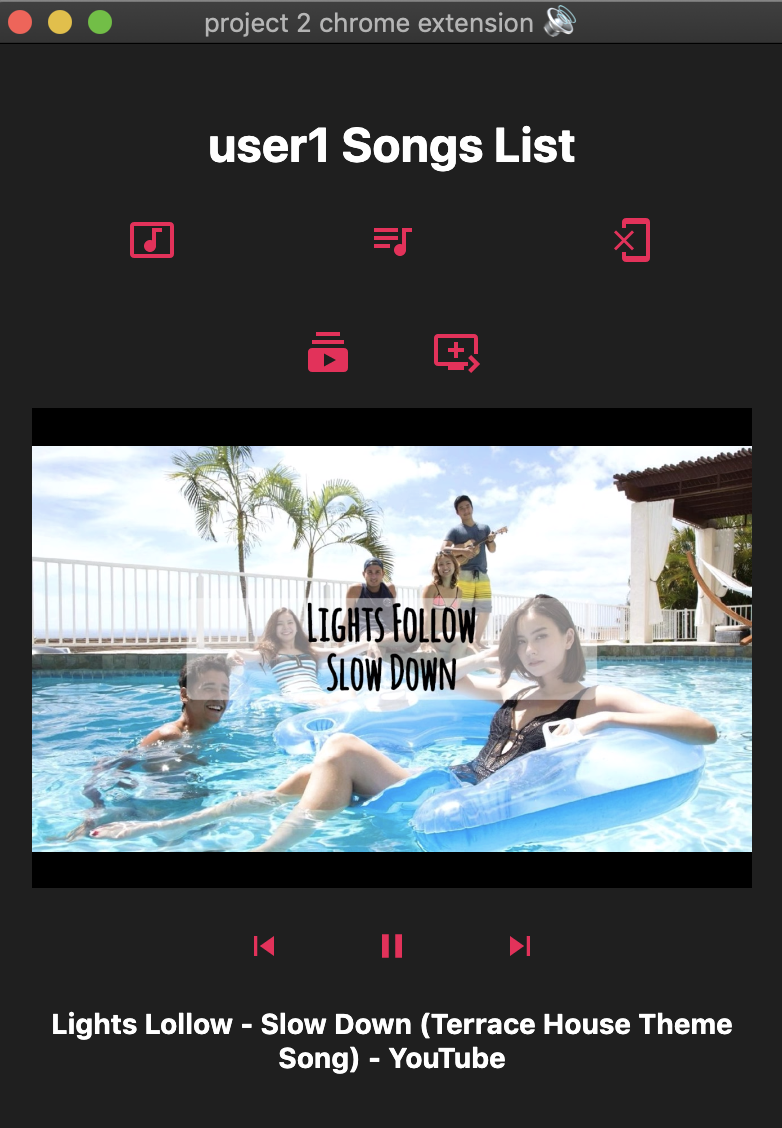 project 2 chrome extension 🔊
user1 Songs List
Lights Follow
Slow Down
Lights Lollow - Slow Down (Terrace House Theme
Song) - YouTube